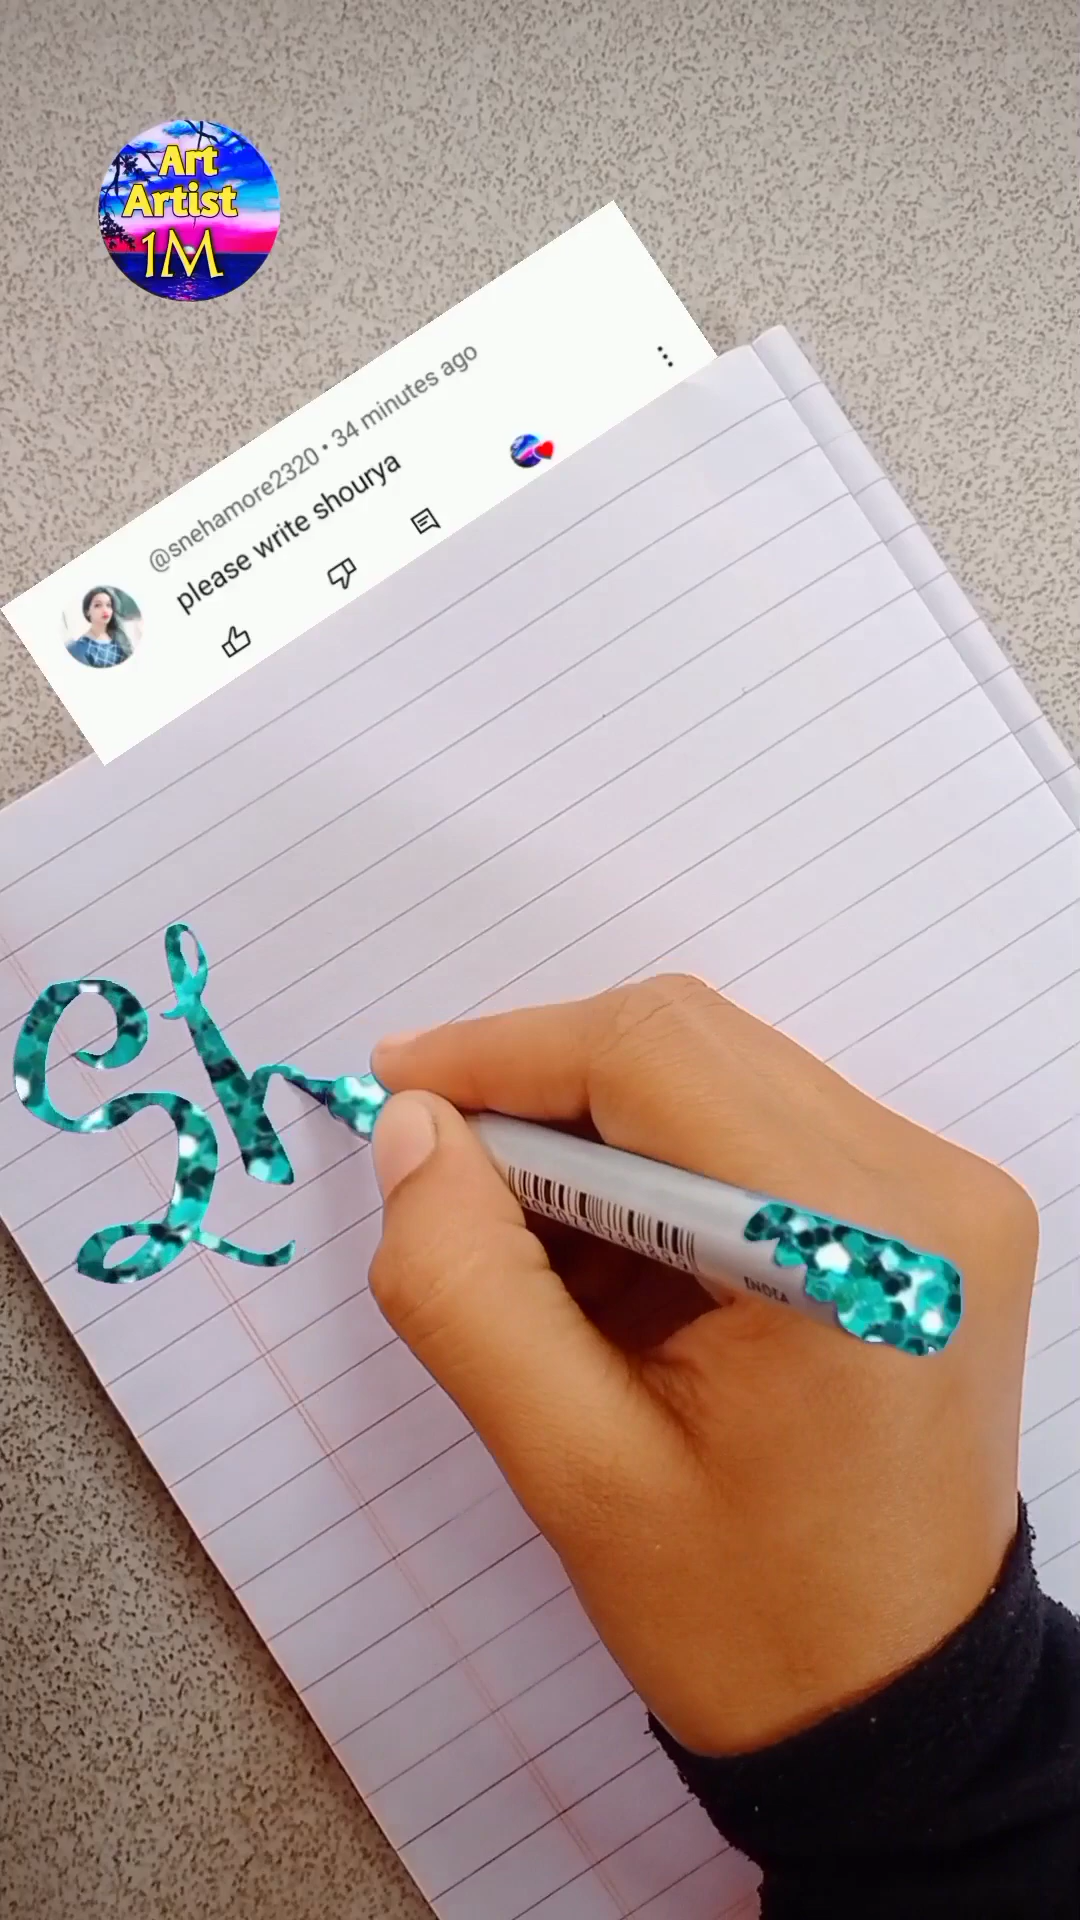 Art
Artist
1M
@snehamore2320 • 34 minutes ago
please write shourya
Sh